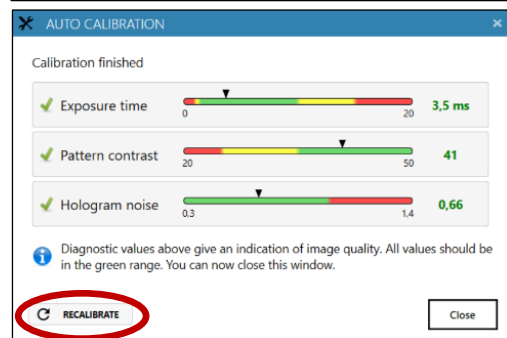 AUTO CALIBRATION
Calibration finished
Exposure time 0 20 3,5 ms
Pattern contrast 20 50 41
Hologram noise 0.3 1.4 0,66
Diagnostic values above give an indication of image quality. All values should be
in the green range. You can now close this window.
RECALIBRATE Close